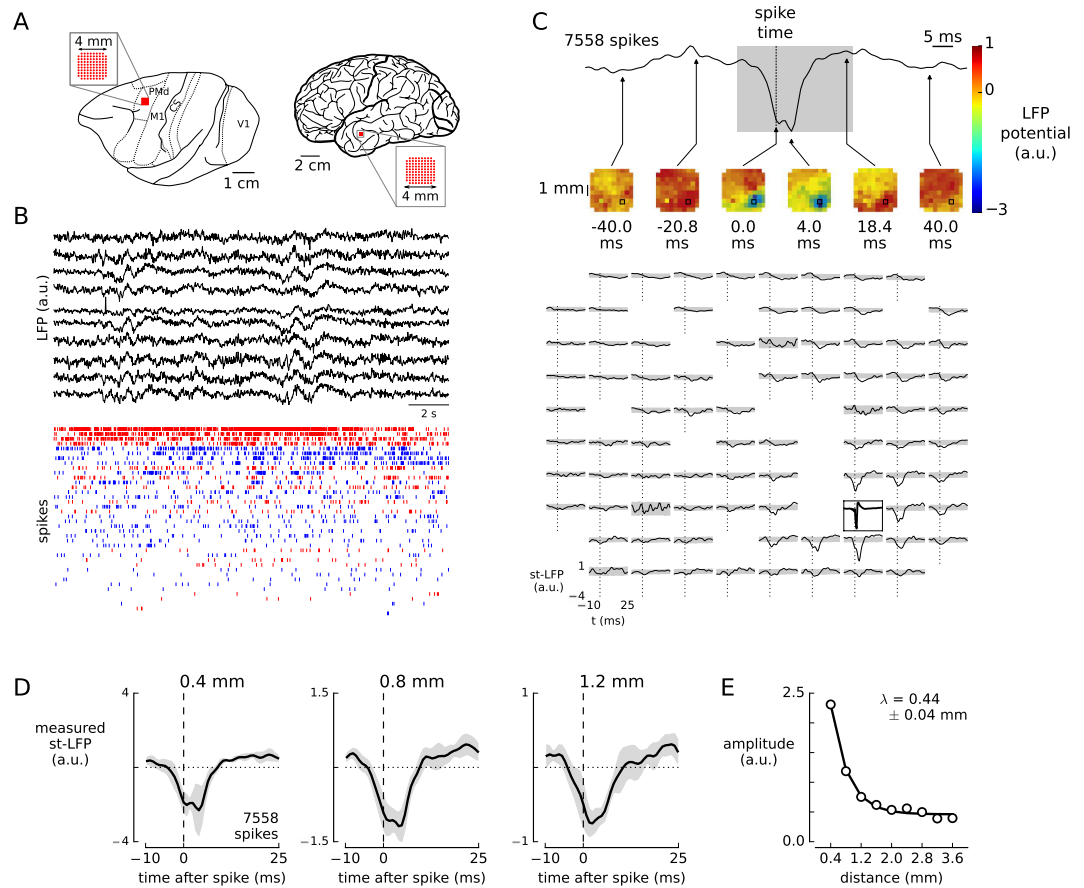 A
4 mm
PMd
M1
CS
V1
1 cm
2 cm
4 mm
B
LFP (a.u.)
2 s
spikes
C
7558 spikes
spike
time
5 ms
1
0
−3
LFP
potential
(a.u.)
1 mm
-40.0
ms
-20.8
ms
0.0
ms
4.0
ms
18.4
ms
40.0
ms
st-LFP
(a.u.)
1
−4
−10
25
t (ms)
D
measured
st-LFP
(a.u.)
0.4 mm
4
−4
7558
spikes
−10
0
25
time after spike (ms)
0.8 mm
1.5
−1.5
−10
0
25
time after spike (ms)
1.2 mm
1
−1
−10
0
25
time after spike (ms)
E
amplitude
(a.u.)
2.5
0.0
λ = 0.44
± 0.04 mm
0.4
1.2
2.0
2.8
3.6
distance (mm)